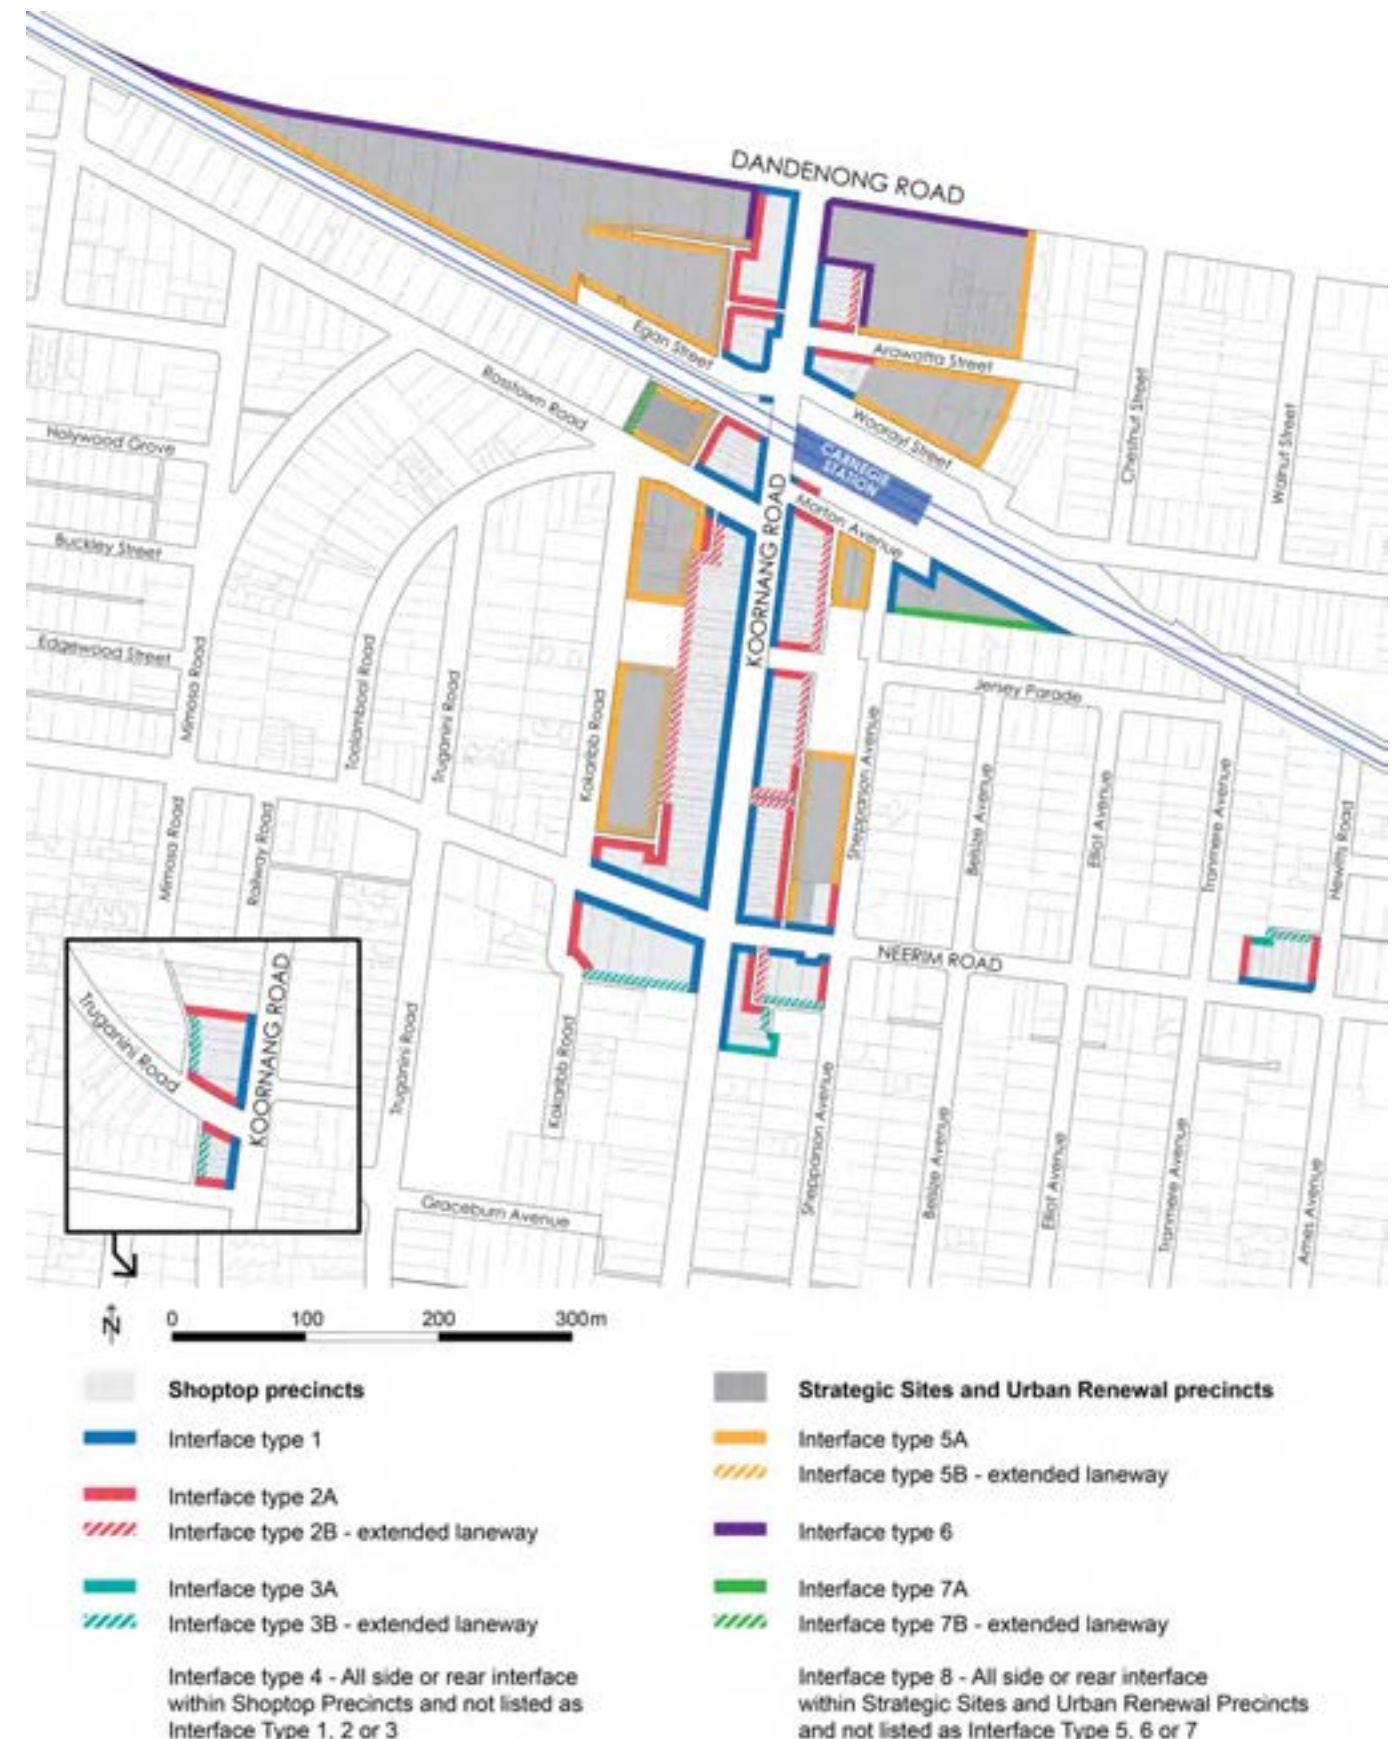 DANDENONG ROAD
Egan Street
Arawatta Street
Rosstown Road
Woorayl Street
CARNEGIE
STATION
Chestnut Street
Walnut Street
Holywood Grove
Morton Avenue
KOORNANG ROAD
Buckley Street
Edgewood Street
Mimosa Road
Toolambool Road
Truganini Road
Kokaribb Road
Jersey Parade
Shepparson Avenue
Belsize Avenue
Elliot Avenue
Tranmere Avenue
Newitts Road
Mimosa Road
Railway Road
NEERIM ROAD
Truganini Road
KOORNANG ROAD
Truganini Road
Kokaribb Road
Shepparson Avenue
Belsize Avenue
Elliot Avenue
Tranmere Avenue
Ames Avenue
Graceburn Avenue
N
0 100 200 300m
Shoptop precincts
Interface type 1
Interface type 2A
Interface type 2B - extended laneway
Interface type 3A
Interface type 3B - extended laneway
Interface type 4 - All side or rear interface
within Shoptop Precincts and not listed as
Interface Type 1, 2 or 3
Strategic Sites and Urban Renewal precincts
Interface type 5A
Interface type 5B - extended laneway
Interface type 6
Interface type 7A
Interface type 7B - extended laneway
Interface type 8 - All side or rear interface
within Strategic Sites and Urban Renewal Precincts
and not listed as Interface Type 5, 6 or 7